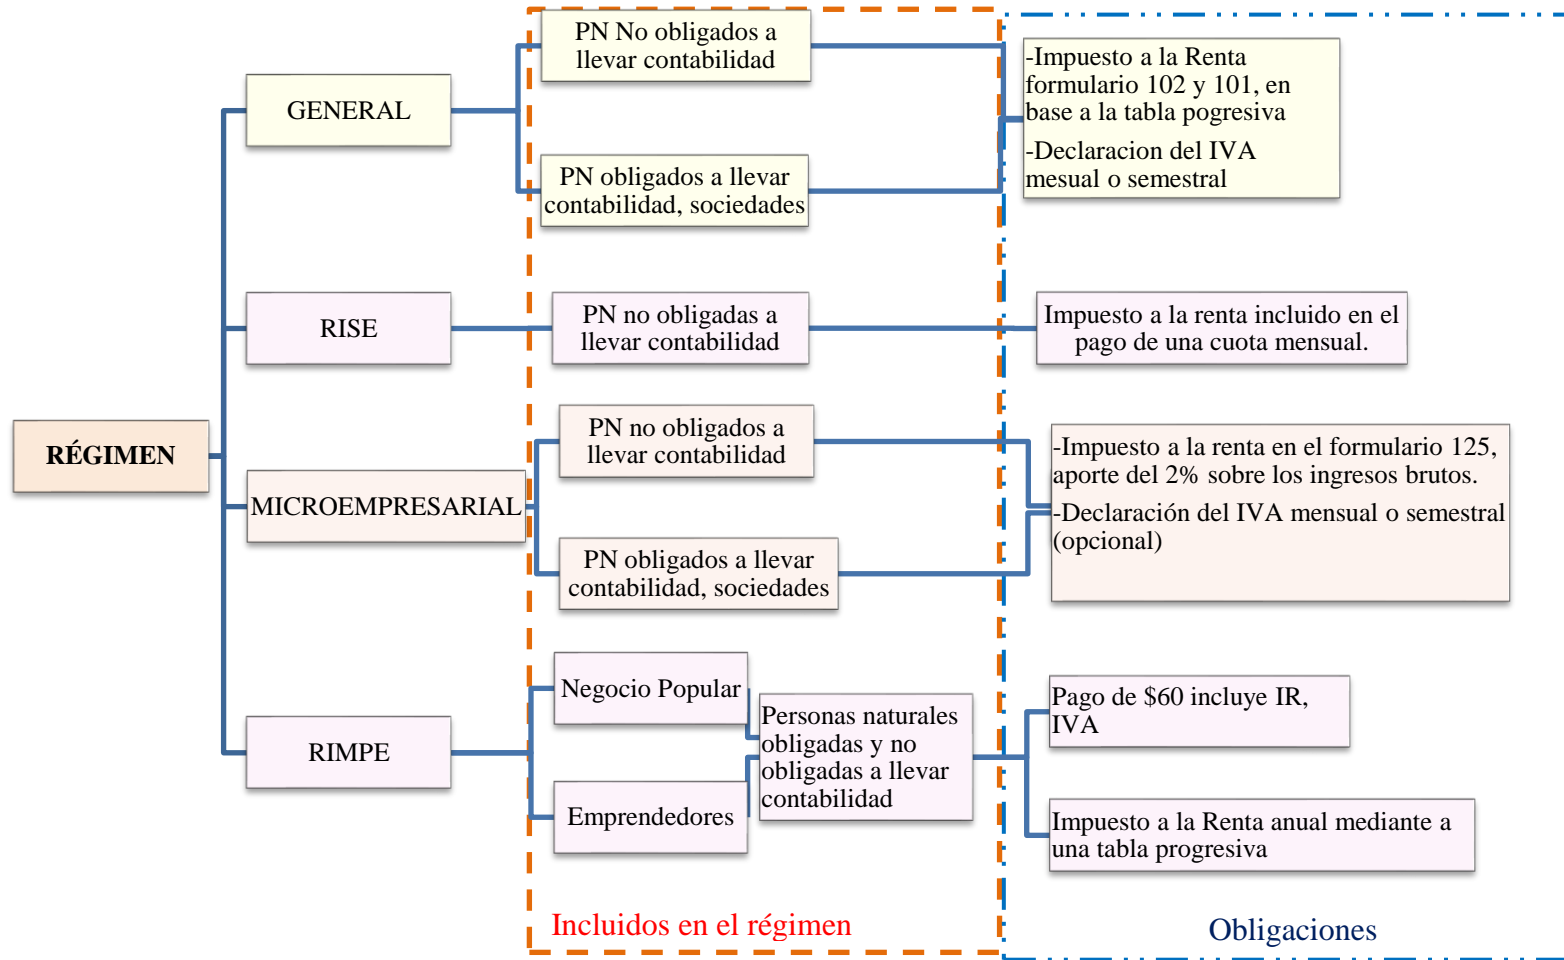 RÉGIMEN
GENERAL
PN No obligados a
llevar contabilidad
PN obligados a llevar
contabilidad, sociedades
-Impuesto a la Renta
formulario 102 y 101, en
base a la tabla pogresiva
-Declaracion del IVA
mesual o semestral
RISE
PN no obligadas a
llevar contabilidad
Impuesto a la renta incluido en el
pago de una cuota mensual.
MICROEMPRESARIAL
PN no obligados a
llevar contabilidad
PN obligados a llevar
contabilidad, sociedades
-Impuesto a la renta en el formulario 125,
aporte del 2% sobre los ingresos brutos.
-Declaración del IVA mensual o semestral
(opcional)
RIMPE
Negocio Popular
Emprendedores
Personas naturales
obligadas y no
obligadas a llevar
contabilidad
Pago de $60 incluye IR,
IVA
Impuesto a la Renta anual mediante a
una tabla progresiva
Incluidos en el régimen
Obligaciones